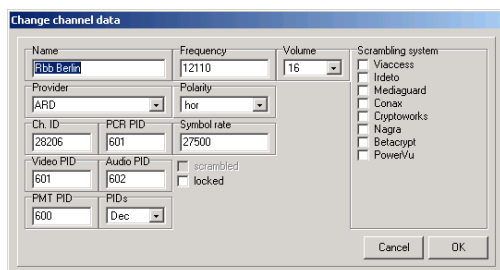 Change channel data
Name
Rbb Berlin
Frequency
12110
Volume
16
Scrambling system
Viaccess
Irdeto
Mediaguard
Conax
Cryptoworks
Nagra
Betacrypt
PowerVu
Provider
ARD
Polarity
hor
Ch. ID
28206
PCR PID
601
Symbol rate
27500
Video PID
601
Audio PID
602
scrambled
locked
PMT PID
600
PIDs
Dec
Cancel
OK